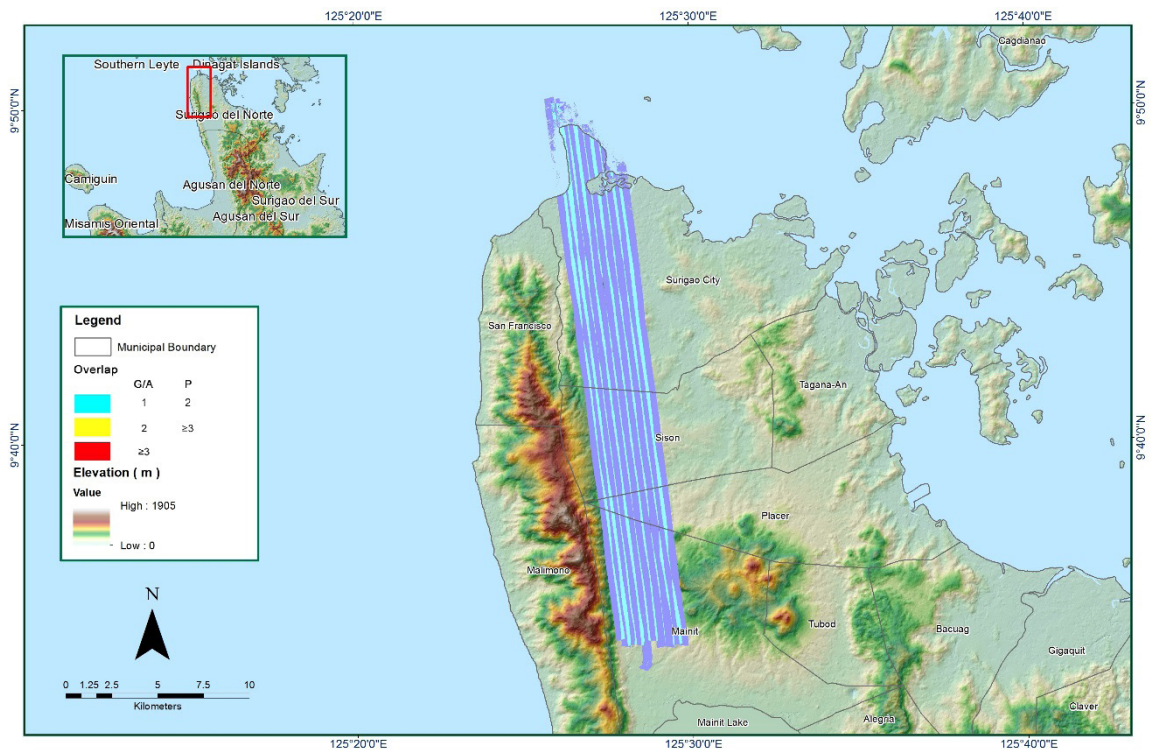 125°20'0"E 125°30'0"E 125°40'0"E
Cagdianao
Southern Leyte Dinagat Islands
9°50'0"N 9°50'0"N
Surigao del Norte
Camiguin
Agusan del Norte
Surigao del Sur
Agusan del Sur
Misamis Oriental
Surigao City
Legend
Municipal Boundary
San Francisco
Overlap
G/A P
1 2
2 ≥3
≥3
Tagana-An
9°40'0"N 9°40'0"N
Sison
Elevation ( m )
Value
High : 1905
Low : 0
Placer
Malimono
N
Mainit
Tubod
Bacuag
Gigaquit
0 1.25 2.5 5 7.5 10
Kilometers
Claver
Mainit Lake
Alegria
125°20'0"E 125°30'0"E 125°40'0"E